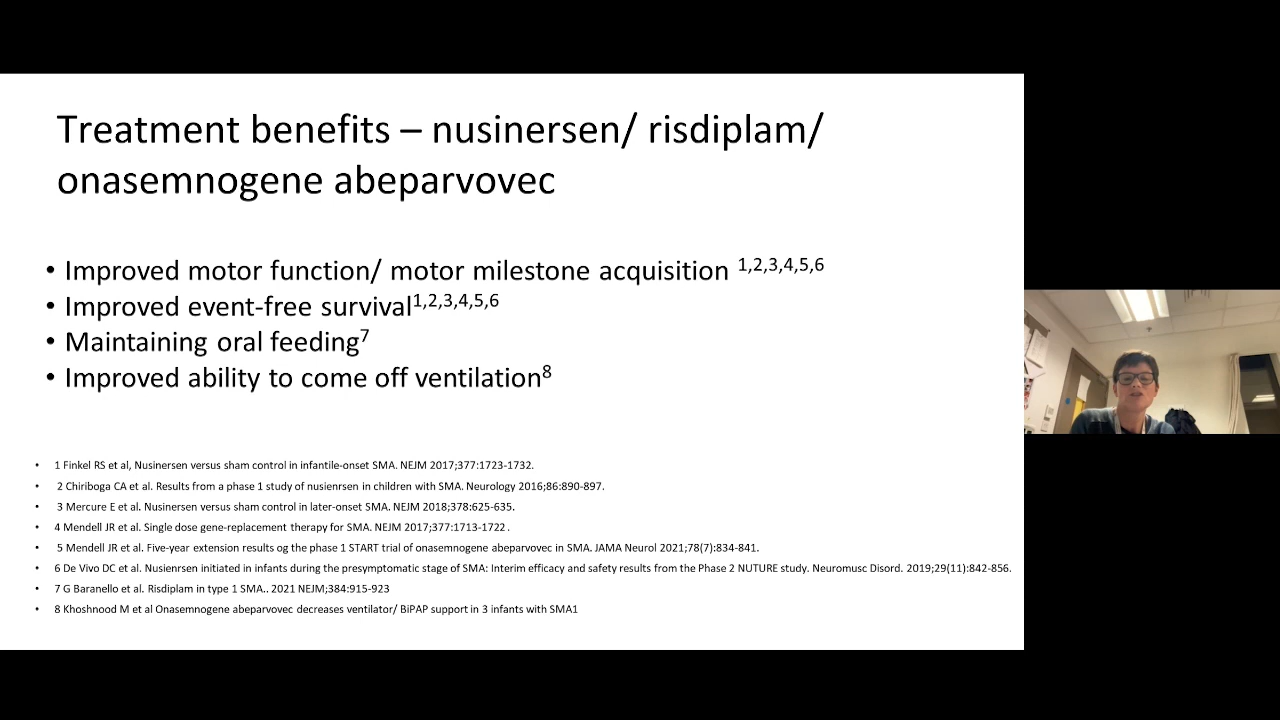 Treatment benefits – nusinersen/ risdiplam/
onasemnogene abeparvovec
• Improved motor function/ motor milestone acquisition 1,2,3,4,5,6
• Improved event-free survival1,2,3,4,5,6
• Maintaining oral feeding7
• Improved ability to come off ventilation8
• 1 Finkel RS et al, Nusinersen versus sham control in infantile-onset SMA. NEJM 2017;377:1723-1732.
• 2 Chiriboga CA et al. Results from a phase 1 study of nusienrsen in children with SMA. Neurology 2016;86:890-897.
• 3 Mercure E et al. Nusinersen versus sham control in later-onset SMA. NEJM 2018;378:625-635.
• 4 Mendell JR et al. Single dose gene-replacement therapy for SMA. NEJM 2017;377:1713-1722.
• 5 Mendell JR et al. Five-year extension results og the phase 1 START trial of onasemnogene abeparvovec in SMA. JAMA Neurol 2021;78(7):834-841.
• 6 De Vivo DC et al. Nusienrsen initiated in infants during the presymptomatic stage of SMA: Interim efficacy and safety results from the Phase 2 NUTURE study. Neuromusc Disord. 2019;29(11):842-856.
• 7 G Baranello et al. Risdiplam in type 1 SMA.. 2021 NEJM;384:915-923
• 8 Khoshnood M et al Onasemnogene abeparvovec decreases ventilator/ BiPAP support in 3 infants with SMA1